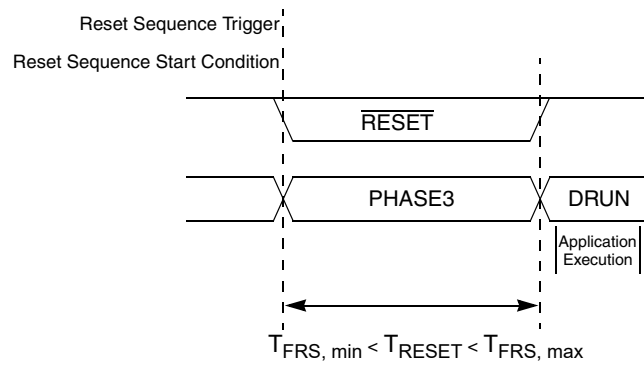 Reset Sequence Trigger
Reset Sequence Start Condition
RESET
PHASE3
DRUN
Application
Execution
TFRS, min < TRESET < TFRS, max